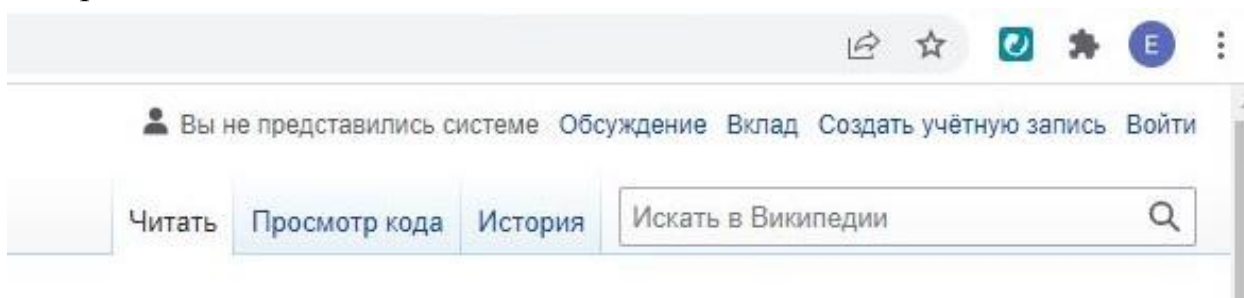 E
Вы не представились системе Обсуждение Вклад Создать учётную запись Войти
Читать Просмотр кода История Искать в Википедии